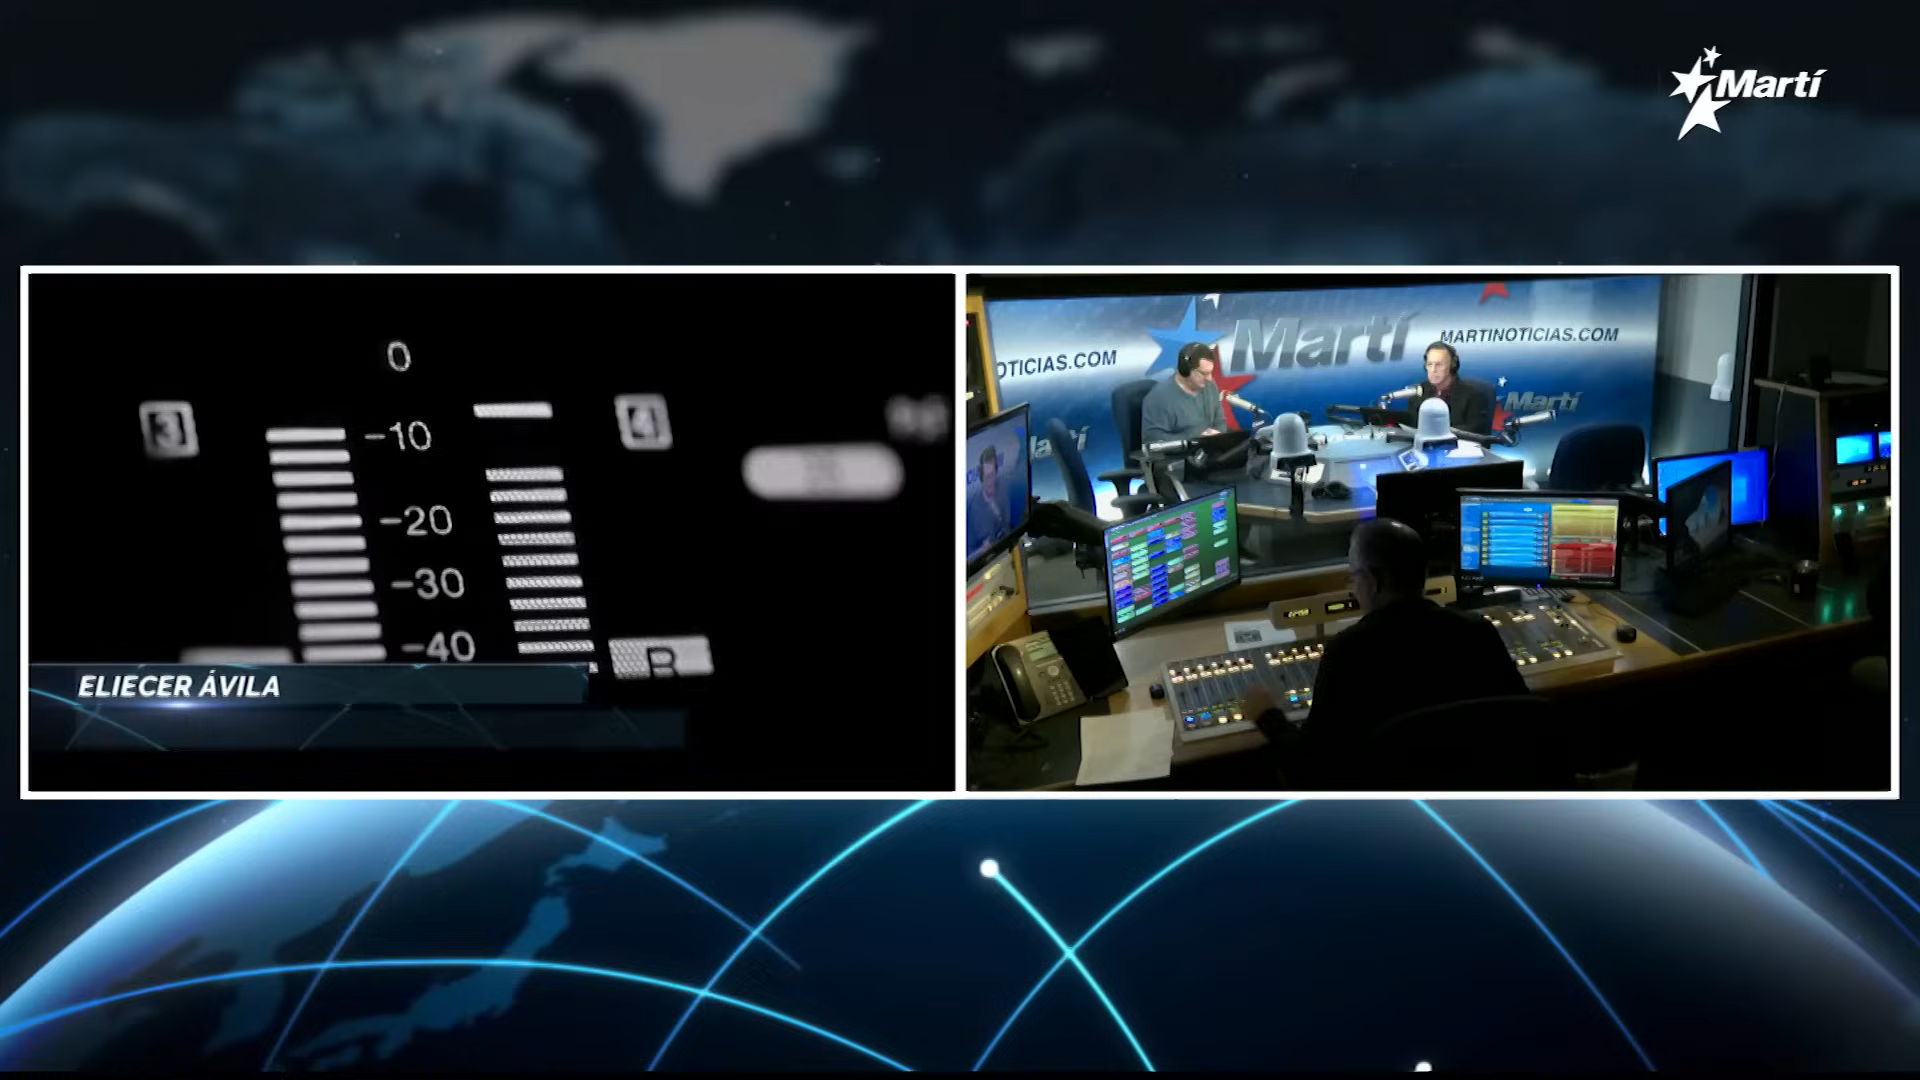 Martí
0
3
4
-10
-20
-30
-40
R
ELIECER ÁVILA
OTICIAS.COM
Martí
MARTINOTICIAS.COM
Martí